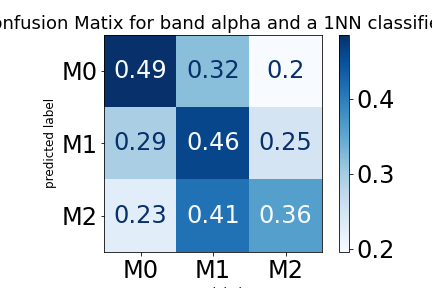 onfusion Matix for band alpha and a 1NN classifie
M0 0.49 0.32 0.2
M1 0.29 0.46 0.25
M2 0.23 0.41 0.36
M0 M1 M2
predicted label
0.4
0.3
0.2